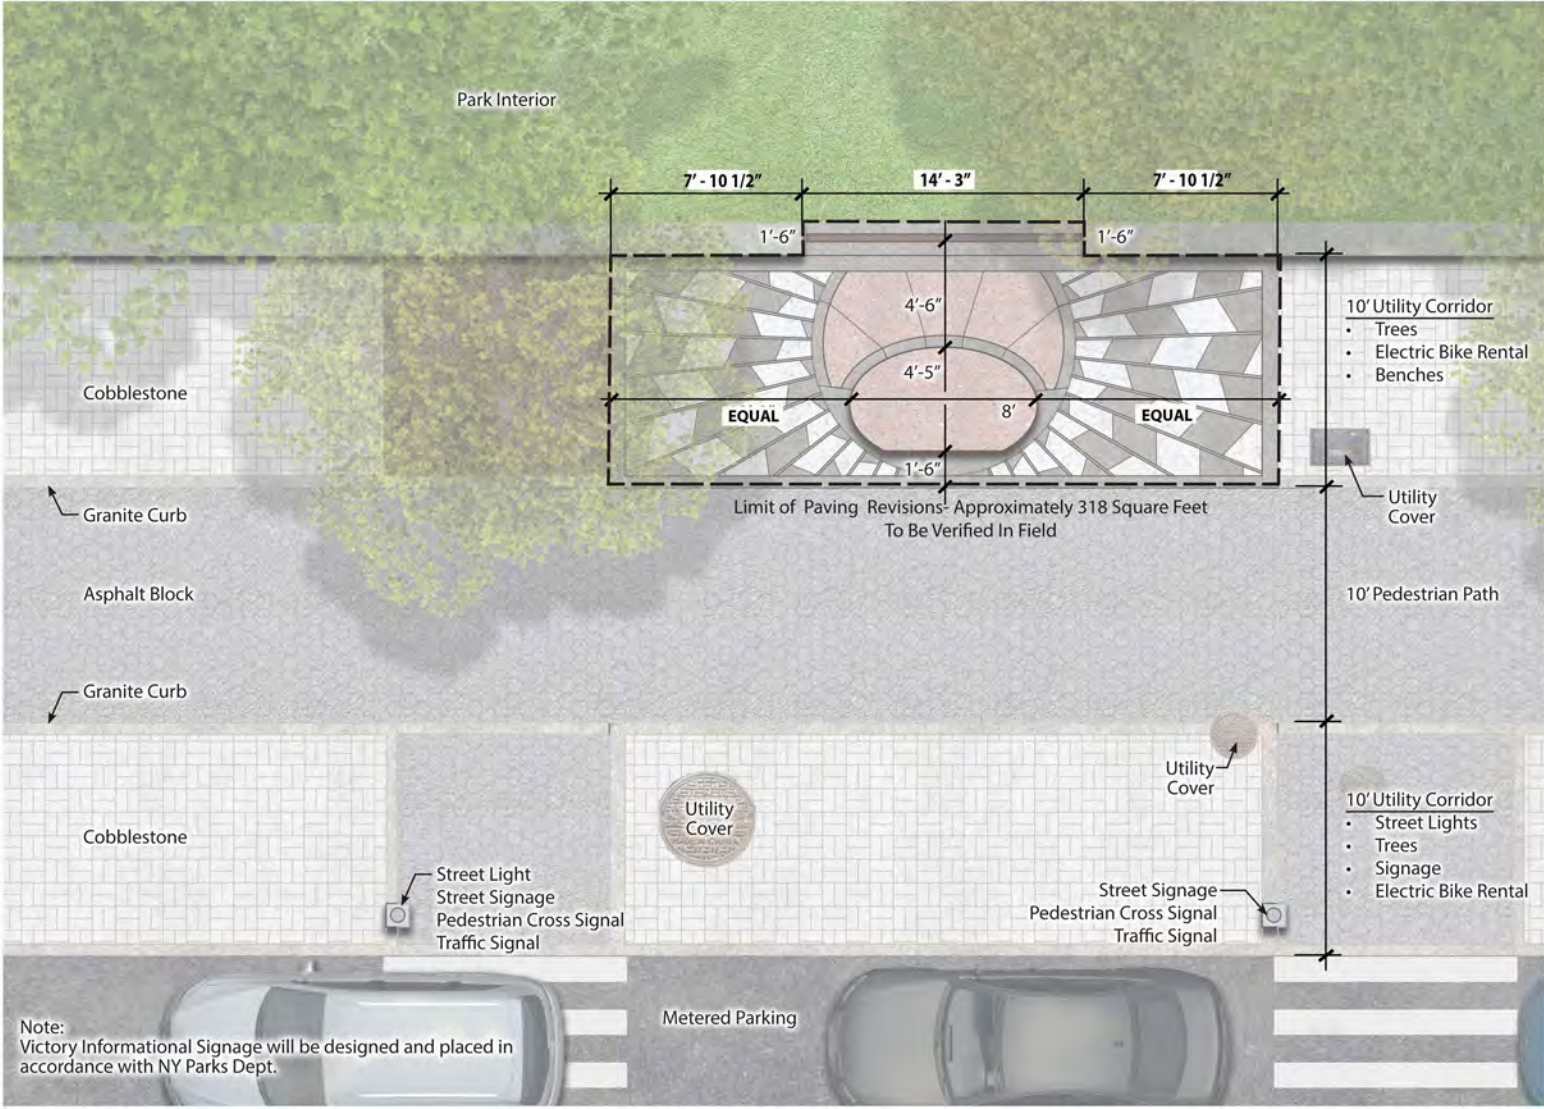 Park Interior
7' - 10 1/2"
14' - 3"
7' - 10 1/2"
1'-6"
1'-6"
4'-6"
4'-5"
EQUAL
8'
EQUAL
1'-6"
Limit of Paving Revisions- Approximately 318 Square Feet
To Be Verified In Field
10' Utility Corridor
• Trees
• Electric Bike Rental
• Benches
Cobblestone
Utility
Cover
Granite Curb
Asphalt Block
10' Pedestrian Path
Granite Curb
Utility
Cover
Utility
Cover
Cobblestone
10' Utility Corridor
• Street Lights
• Trees
• Signage
• Electric Bike Rental
Street Light
Street Signage
Pedestrian Cross Signal
Traffic Signal
Street Signage
Pedestrian Cross Signal
Traffic Signal
Metered Parking
Note:
Victory Informational Signage will be designed and placed in
accordance with NY Parks Dept.